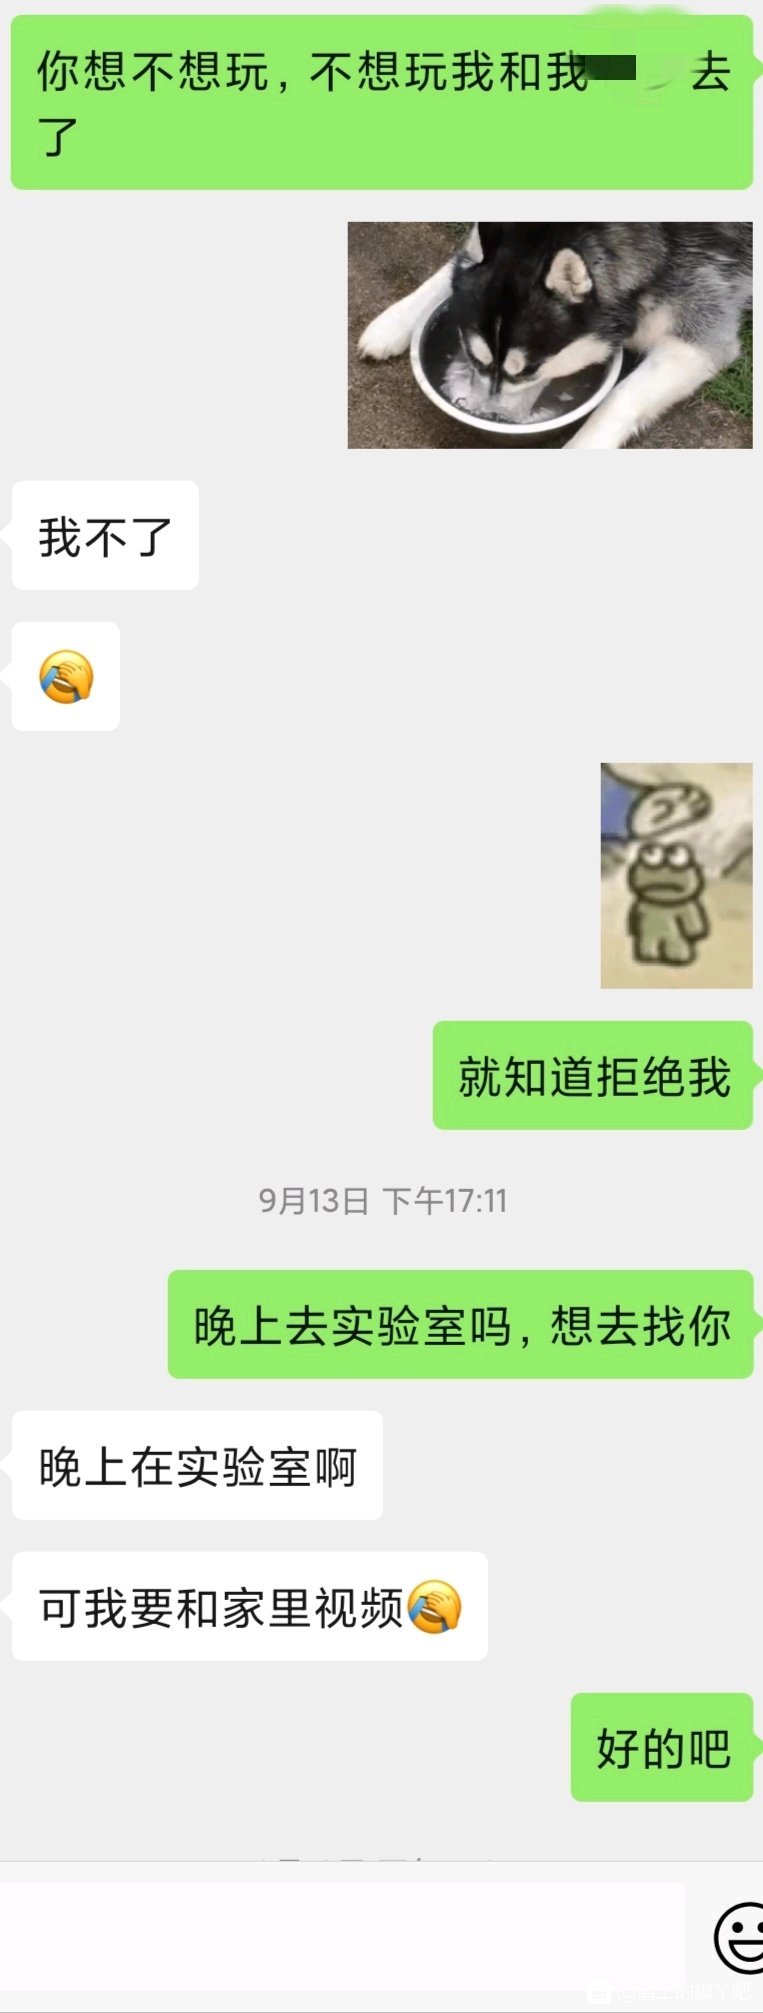 你想不想玩，不想玩我和我 去
了
我不了
就知道拒绝我
9月13日 下午17:11
晚上去实验室吗，想去找你
晚上在实验室啊
可我要和家里视频
好的吧